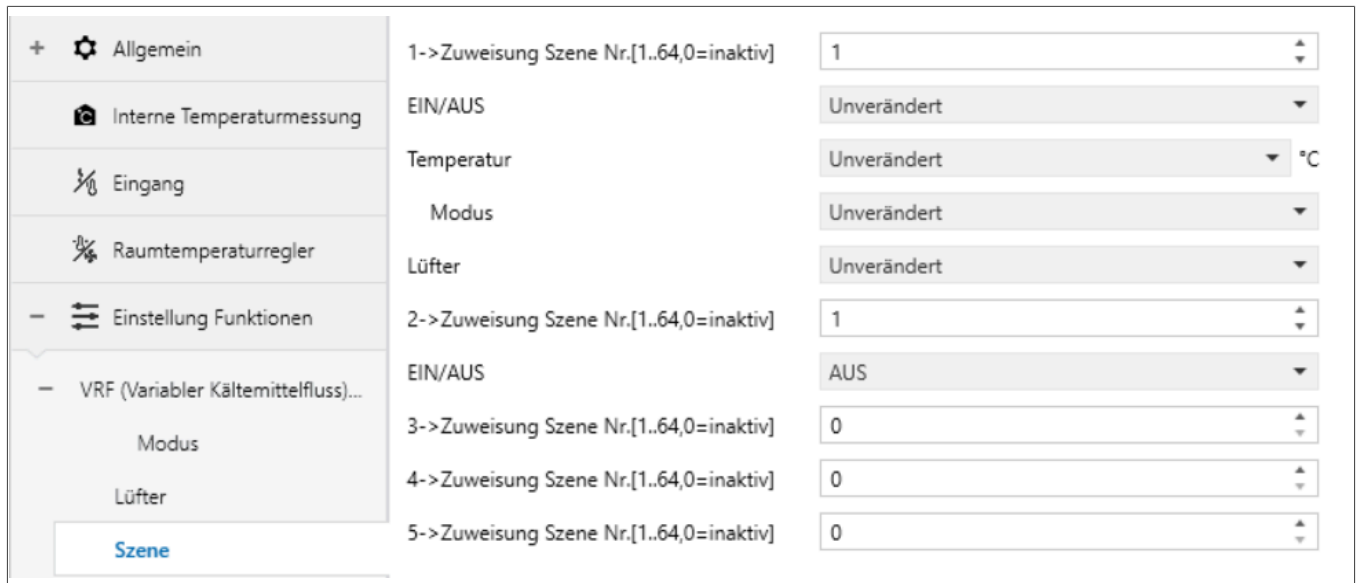 + Allgemein
Interne Temperaturmessung
Eingang
Raumtemperaturregler
− Einstellung Funktionen
− VRF (Variabler Kältemittelfluss)...
Modus
Lüfter
Szene
1->Zuweisung Szene Nr.[1..64,0=inaktiv] 1
EIN/AUS Unverändert
Temperatur Unverändert °C
Modus Unverändert
Lüfter Unverändert
2->Zuweisung Szene Nr.[1..64,0=inaktiv] 1
EIN/AUS AUS
3->Zuweisung Szene Nr.[1..64,0=inaktiv] 0
4->Zuweisung Szene Nr.[1..64,0=inaktiv] 0
5->Zuweisung Szene Nr.[1..64,0=inaktiv] 0